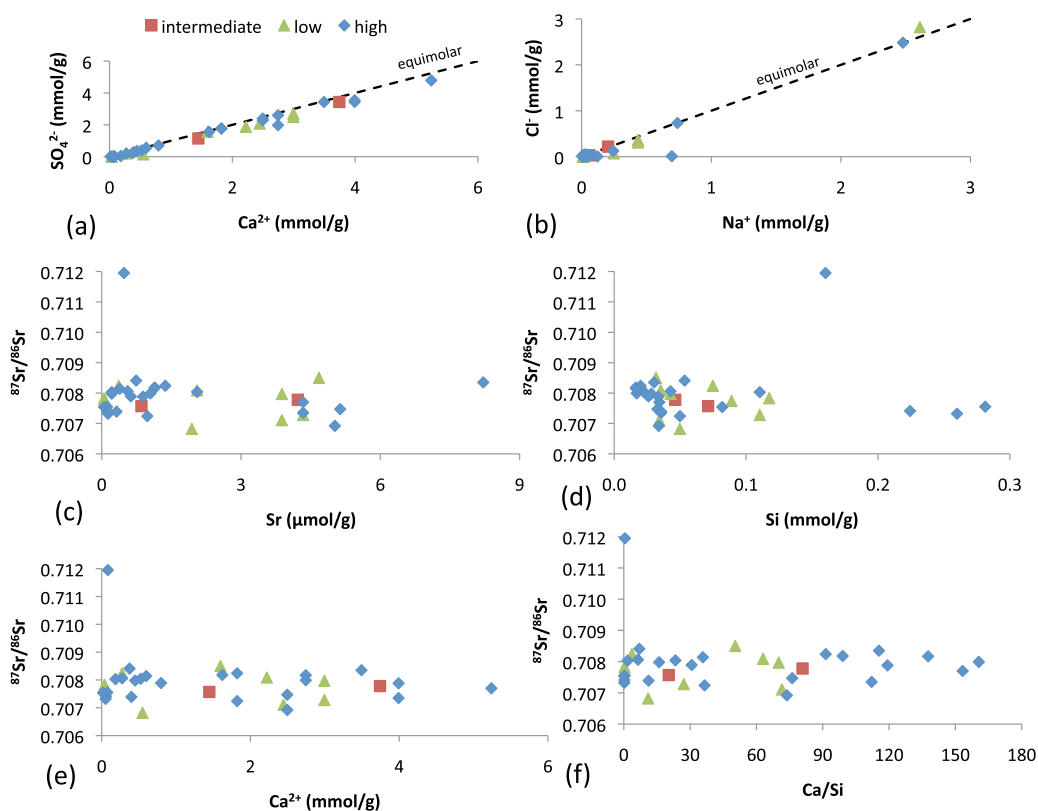 intermediate low high
6
4
2
0
0 2 4 6
SO₄²⁻ (mmol/g)
equimolar
(a) Ca²⁺ (mmol/g)
3
2
1
0
0 1 2 3
Cl⁻ (mmol/g)
equimolar
(b) Na⁺ (mmol/g)
0.712
0.711
0.710
0.709
0.708
0.707
0.706
0 3 6 9
⁸⁷Sr/⁸⁶Sr
(c) Sr (µmol/g)
0.712
0.711
0.710
0.709
0.708
0.707
0.706
0.0 0.1 0.2 0.3
⁸⁷Sr/⁸⁶Sr
(d) Si (mmol/g)
0.712
0.711
0.710
0.709
0.708
0.707
0.706
0 2 4 6
⁸⁷Sr/⁸⁶Sr
(e) Ca²⁺ (mmol/g)
0.712
0.711
0.710
0.709
0.708
0.707
0.706
0 30 60 90 120 150 180
⁸⁷Sr/⁸⁶Sr
(f) Ca/Si